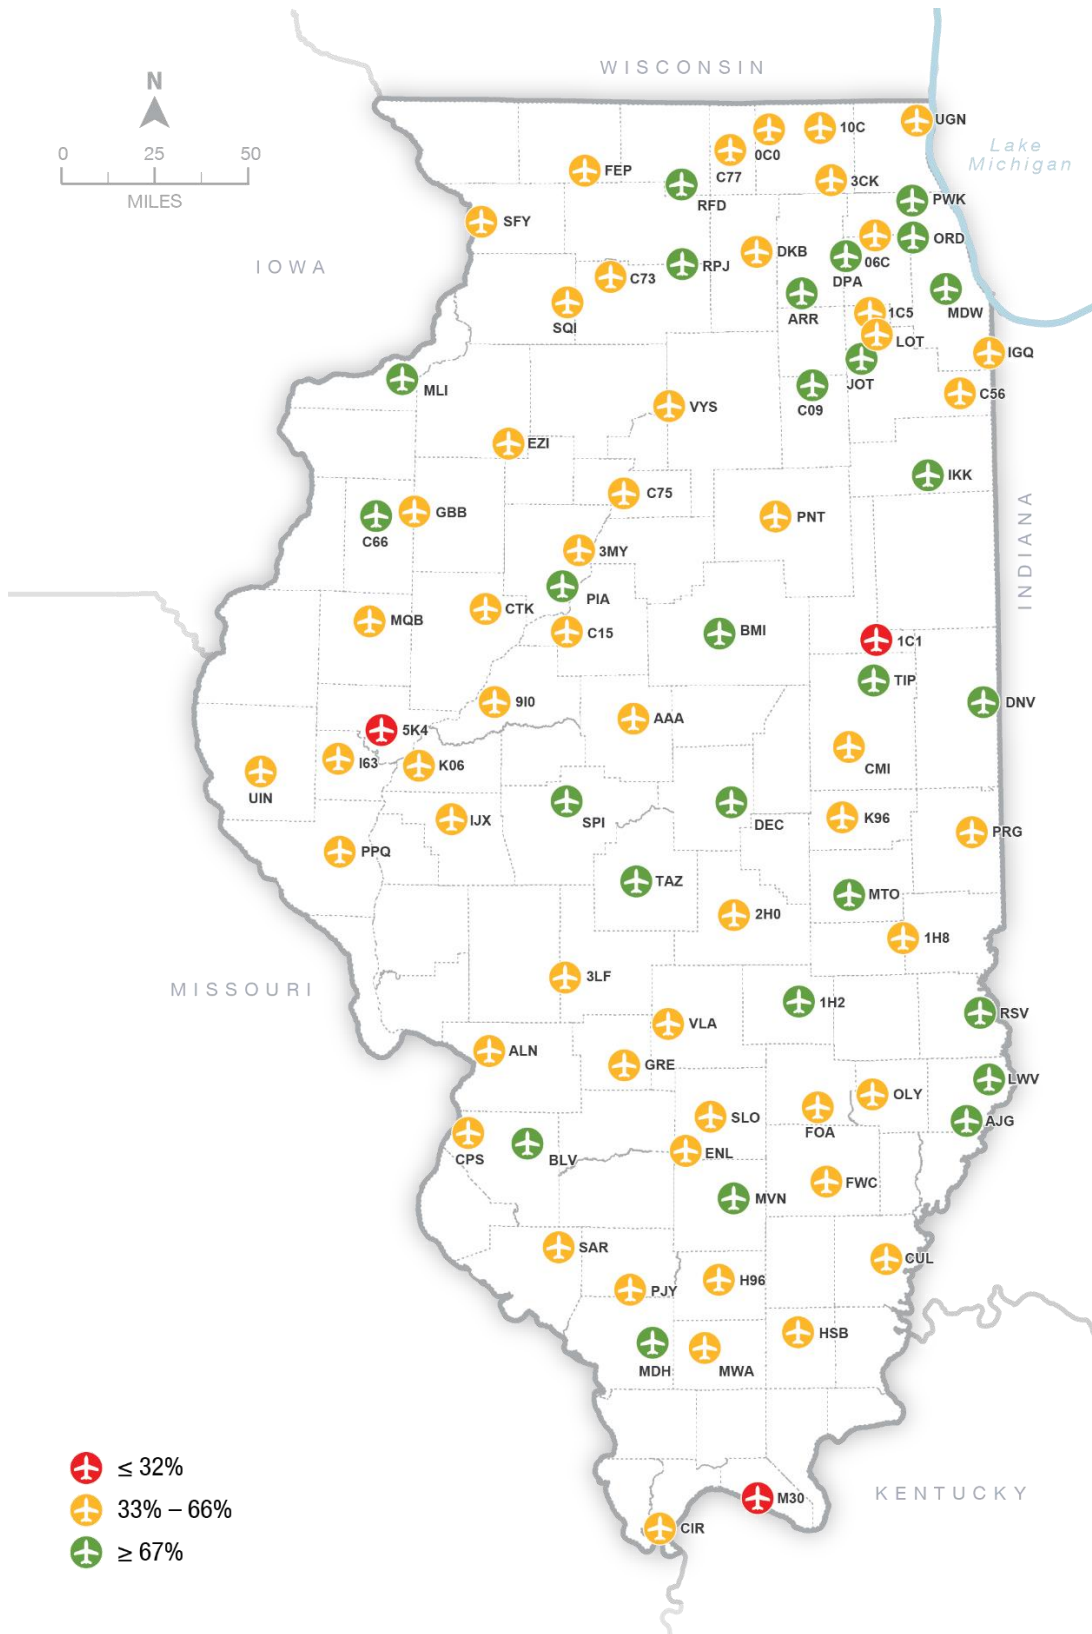 WISCONSIN
N
0 25 50
MILES
UGN
10C
0C0
C77
Lake
Michigan
FEP
3CK
RFD
PWK
SFY
ORD
DKB
06C
IOWA
RPJ
C73
DPA
MDW
ARR
1C5
SQI
LOT
IGQ
JOT
MLI
C56
C09
VYS
EZI
IKK
C75
GBB
PNT
C66
INDIANA
3MY
PIA
CTK
MQB
BMI
C15
1C1
TIP
9I0
DNV
AAA
5K4
I63
K06
CMI
UIN
SPI
DEC
IJX
K96
PRG
PPQ
TAZ
MTO
2H0
1H8
3LF
MISSOURI
1H2
RSV
VLA
ALN
GRE
LWV
OLY
SLO
FOA
AJG
CPS
BLV
ENL
FWC
MVN
SAR
CUL
H96
PJY
HSB
MDH
MWA
≤ 32%
KENTUCKY
M30
33% – 66%
CIR
≥ 67%